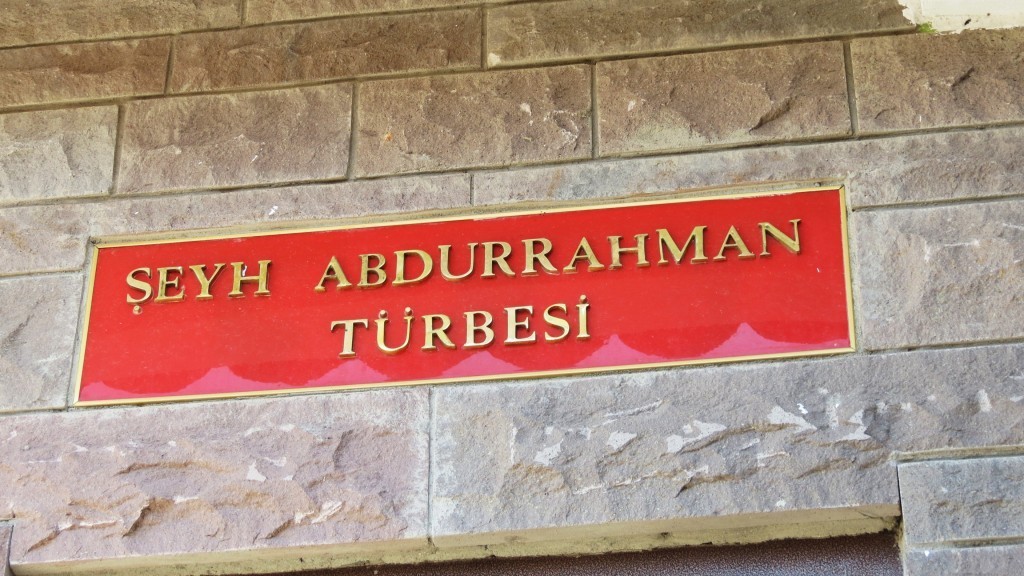 ŞEYH ABDURRAHMAN
TÜRBESİ